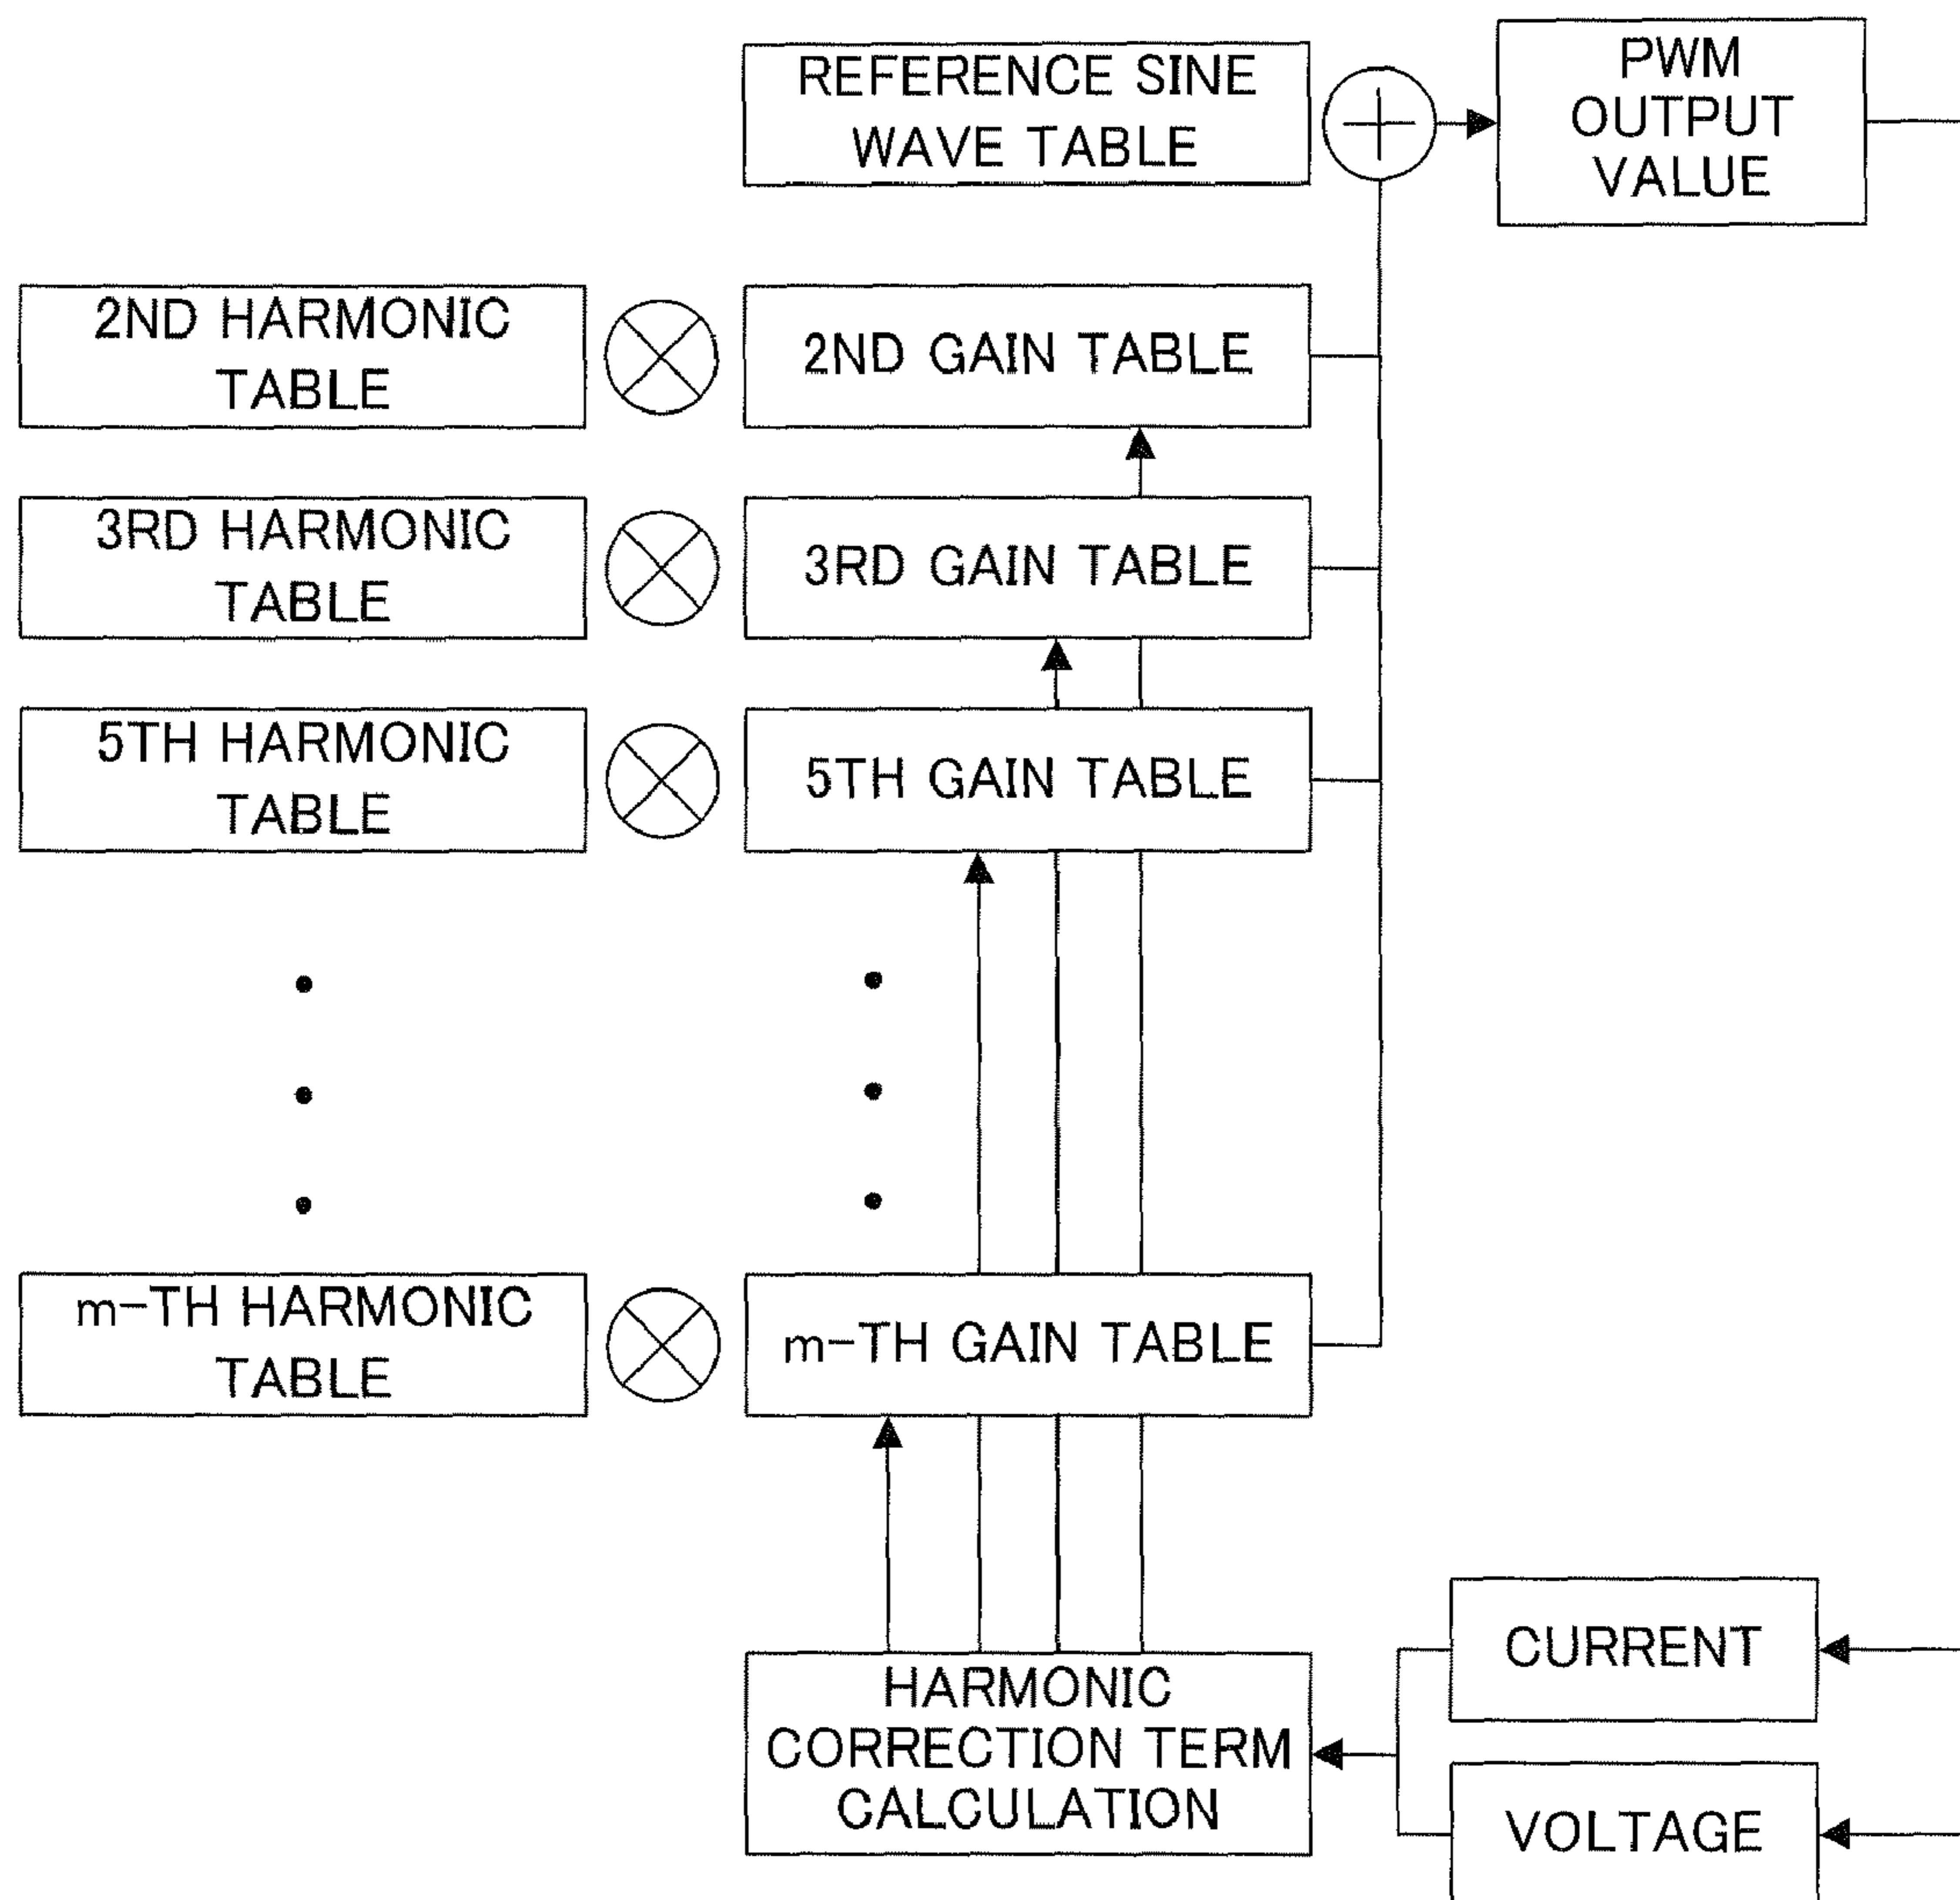 REFERENCE SINE
WAVE TABLE
PWM
OUTPUT
VALUE
2ND HARMONIC
TABLE
2ND GAIN TABLE
3RD HARMONIC
TABLE
3RD GAIN TABLE
5TH HARMONIC
TABLE
5TH GAIN TABLE
m-TH HARMONIC
TABLE
m-TH GAIN TABLE
HARMONIC
CORRECTION TERM
CALCULATION
CURRENT
VOLTAGE